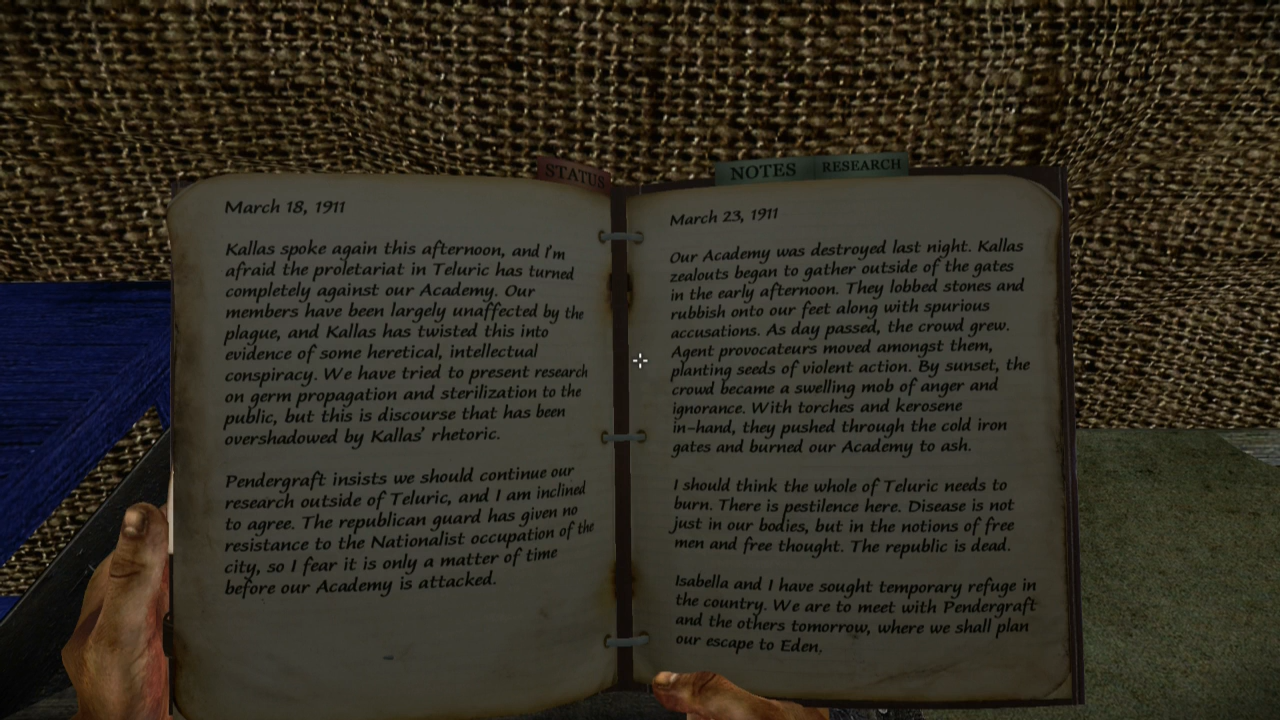 STATUS
NOTES
RESEARCH
March 18, 1911
Kallas spoke again this afternoon, and I'm
afraid the proletariat in Teluric has turned
completely against our Academy. Our
members have been largely unaffected by the
plague, and Kallas has twisted this into
evidence of some heretical, intellectual
conspiracy. We have tried to present research
on germ propagation and sterilization to the
public, but this is discourse that has been
overshadowed by Kallas' rhetoric.
Pendergraft insists we should continue our
research outside of Teluric, and I am inclined
to agree. The republican guard has given no
resistance to the Nationalist occupation of the
city, so I fear it is only a matter of time
before our Academy is attacked.
March 23, 1911
Our Academy was destroyed last night. Kallas
zealouts began to gather outside of the gates
in the early afternoon. They lobbed stones and
rubbish onto our feet along with spurious
accusations. As day passed, the crowd grew.
Agent provocateurs moved amongst them,
planting seeds of violent action. By sunset, the
crowd became a swelling mob of anger and
ignorance. With torches and kerosene
in-hand, they pushed through the cold iron
gates and burned our Academy to ash.
I should think the whole of Teluric needs to
burn. There is pestilence here. Disease is not
just in our bodies, but in the notions of free
men and free thought. The republic is dead.
Isabella and I have sought temporary refuge in
the country. We are to meet with Pendergraft
and the others tomorrow, where we shall plan
our escape to Eden.